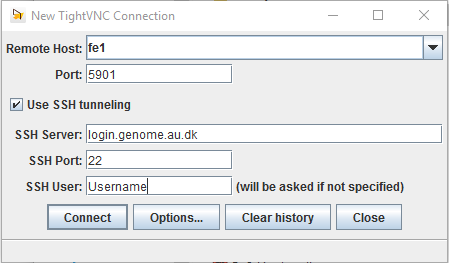 New TightVNC Connection
Remote Host: fe1
Port: 5901
Use SSH tunneling
SSH Server: login.genome.au.dk
SSH Port: 22
SSH User: Username (will be asked if not specified)
Connect Options... Clear history Close